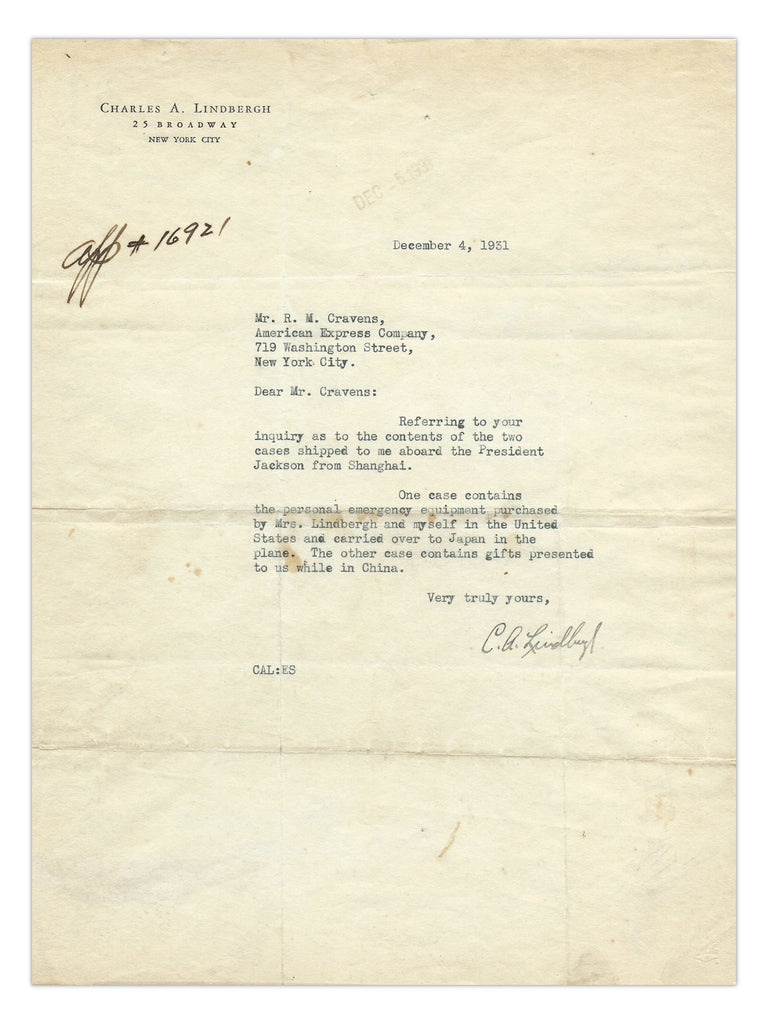 CHARLES A. LINDBERGH
25 BROADWAY
NEW YORK CITY
DEC -5 1931
aff # 16921
December 4, 1931
Mr. R. M. Cravens,
American Express Company,
719 Washington Street,
New York City.
Dear Mr. Cravens:
Referring to your
inquiry as to the contents of the two
cases shipped to me aboard the President
Jackson from Shanghai.
One case contains
the personal emergency equipment purchased
by Mrs. Lindbergh and myself in the United
States and carried over to Japan in the
plane. The other case contains gifts presented
to us while in China.
Very truly yours,
C. A. Lindbergh
CAL:ES